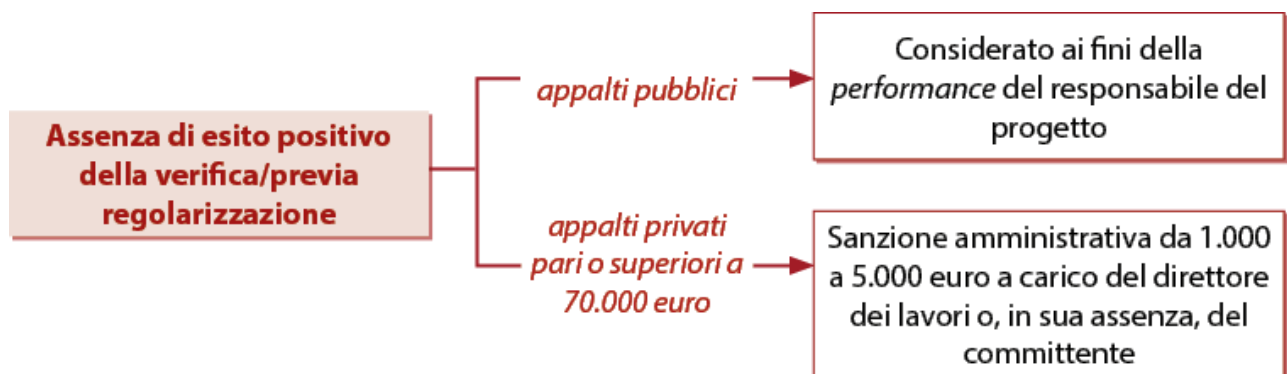 Assenza di esito positivo
della verifica/previa
regolarizzazione
appalti pubblici
Considerato ai fini della
performance del responsabile del
progetto
appalti privati
pari o superiori a
70.000 euro
Sanzione amministrativa da 1.000
a 5.000 euro a carico del direttore
dei lavori o, in sua assenza, del
committente